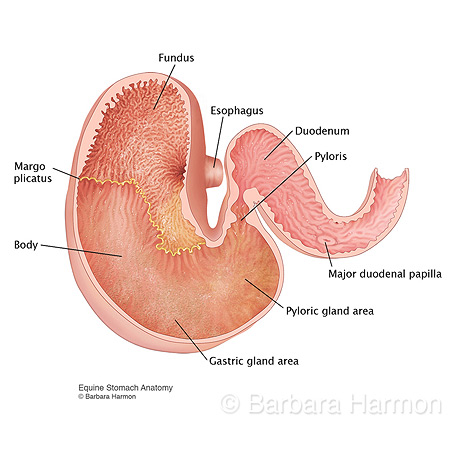 Fundus
Esophagus
Duodenum
Pyloris
Margo
plicatus
Body
Major duodenal papilla
Pyloric gland area
Gastric gland area
Equine Stomach Anatomy
© Barbara Harmon
© Barbara Harmon